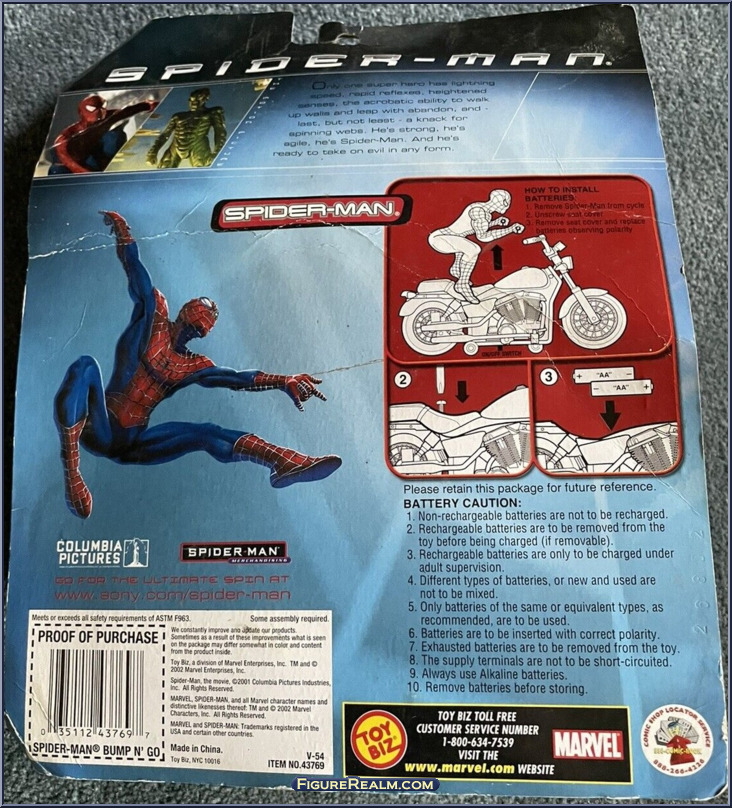 SPIDER-MAN
Only one super hero has lightning
speed, rapid reflexes, heightened
senses, the acrobatic ability to walk
up walls and leap with abandon, and -
last, but not least - a knack for
spinning webs. He's strong, he's
agile, he's Spider-Man. And he's
ready to take on evil in any form.
SPIDER-MAN®
HOW TO INSTALL
BATTERIES
1. Remove Spider-Man from cycle
2. Unscrew seat cover
3. Remove seat cover and replace
batteries observing polarity
ON/OFF SWITCH
2
3
+ "AA" -
- "AA" +
Please retain this package for future reference.
BATTERY CAUTION:
1. Non-rechargeable batteries are not to be recharged.
2. Rechargeable batteries are to be removed from the
toy before being charged (if removable).
3. Rechargeable batteries are only to be charged under
adult supervision.
4. Different types of batteries, or new and used are
not to be mixed.
5. Only batteries of the same or equivalent types, as
recommended, are to be used.
6. Batteries are to be inserted with correct polarity.
7. Exhausted batteries are to be removed from the toy.
8. The supply terminals are not to be short-circuited.
9. Always use Alkaline batteries.
10. Remove batteries before storing.
COLUMBIA
PICTURES
SPIDER-MAN
MERCHANDISING
GO FOR THE ULTIMATE SPIN AT
www.sony.com/spider-man
Meets or exceeds all safety requirements of ASTM F963.
Some assembly required.
PROOF OF PURCHASE
0 35112 43769 7
SPIDER-MAN® BUMP N' GO
We constantly improve and update our products.
Sometimes as a result of these improvements what is seen
on the package may differ somewhat in color and content
from the product inside.
Toy Biz, a division of Marvel Enterprises, Inc. TM and ©
2002 Marvel Enterprises, Inc.
Spider-Man, the movie, ©2001 Columbia Pictures Industries,
Inc. All Rights Reserved.
MARVEL, SPIDER-MAN, and all Marvel character names and
distinctive likenesses thereof: TM and © 2002 Marvel
Characters, Inc. All Rights Reserved.
MARVEL and SPIDER-MAN: Trademarks registered in the
USA and certain other countries.
Made in China.
Toy Biz, NYC 10016
V-54
ITEM NO.43769
TOY
BIZ
TOY BIZ TOLL FREE
CUSTOMER SERVICE NUMBER
1-800-634-7539
VISIT THE
www.marvel.com WEBSITE
MARVEL
COMIC SHOP LOCATOR SERVICE
888-266-4226
FIGUREREALM.COM